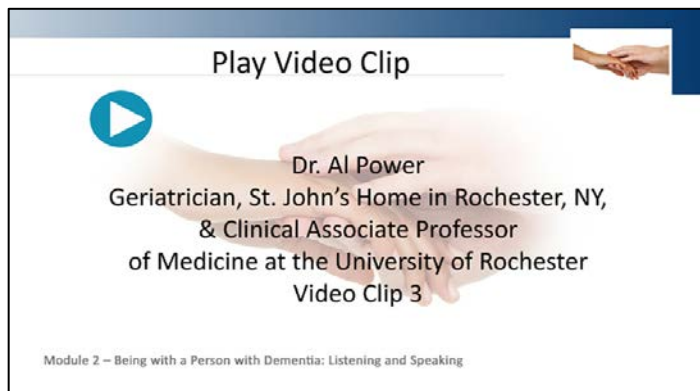 Play Video Clip
Dr. Al Power
Geriatrician, St. John's Home in Rochester, NY,
& Clinical Associate Professor
of Medicine at the University of Rochester
Video Clip 3
Module 2 – Being with a Person with Dementia: Listening and Speaking